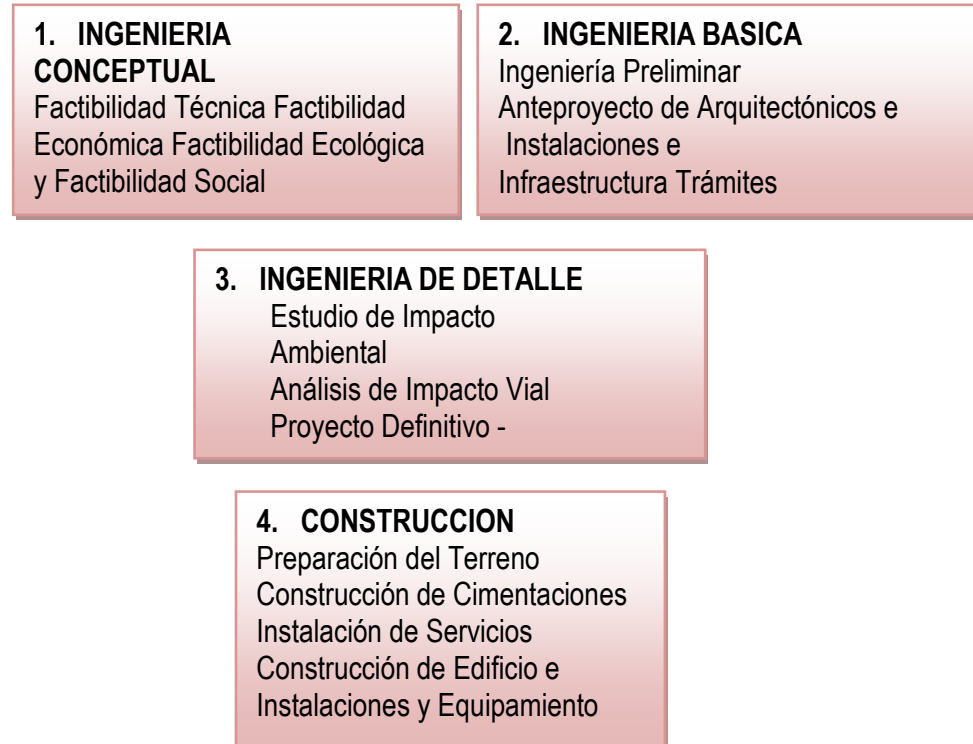 1. INGENIERIA
CONCEPTUAL
Factibilidad Técnica Factibilidad
Económica Factibilidad Ecológica
y Factibilidad Social
2. INGENIERIA BASICA
Ingeniería Preliminar
Anteproyecto de Arquitectónicos e
Instalaciones e
Infraestructura Trámites
3. INGENIERIA DE DETALLE
Estudio de Impacto
Ambiental
Análisis de Impacto Vial
Proyecto Definitivo -
4. CONSTRUCCION
Preparación del Terreno
Construcción de Cimentaciones
Instalación de Servicios
Construcción de Edificio e
Instalaciones y Equipamiento